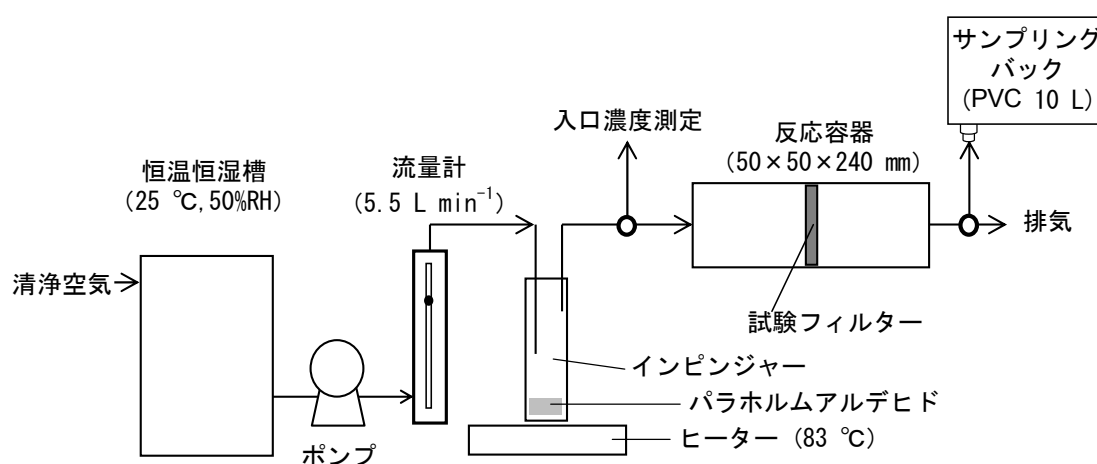 サンプリング
バック
(PVC 10 L)
入口濃度測定
反応容器
(50×50×240 mm)
恒温恒湿槽
(25 ℃,50%RH)
流量計
(5.5 L min⁻¹)
排気
清浄空気
試験フィルター
インピンジャー
パラホルムアルデヒド
ヒーター (83 ℃)
ポンプ